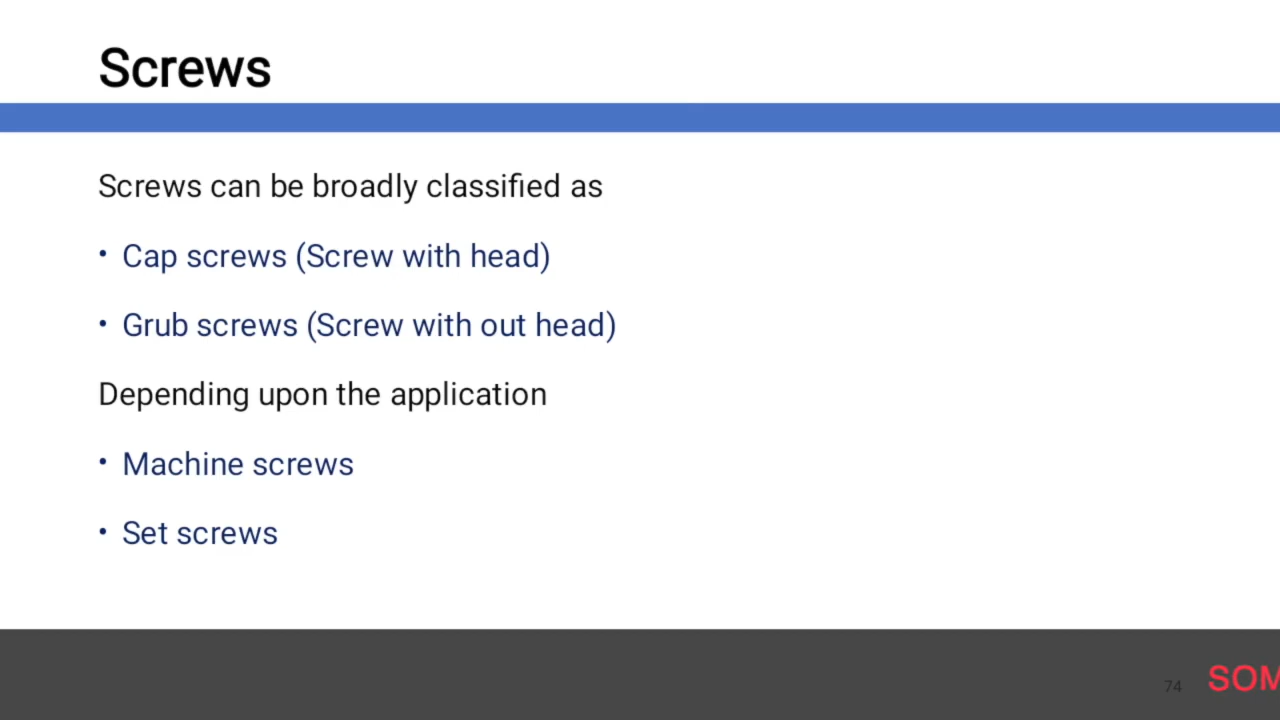 Screws
Screws can be broadly classified as
• Cap screws (Screw with head)
• Grub screws (Screw with out head)
Depending upon the application
• Machine screws
• Set screws
74
SOM